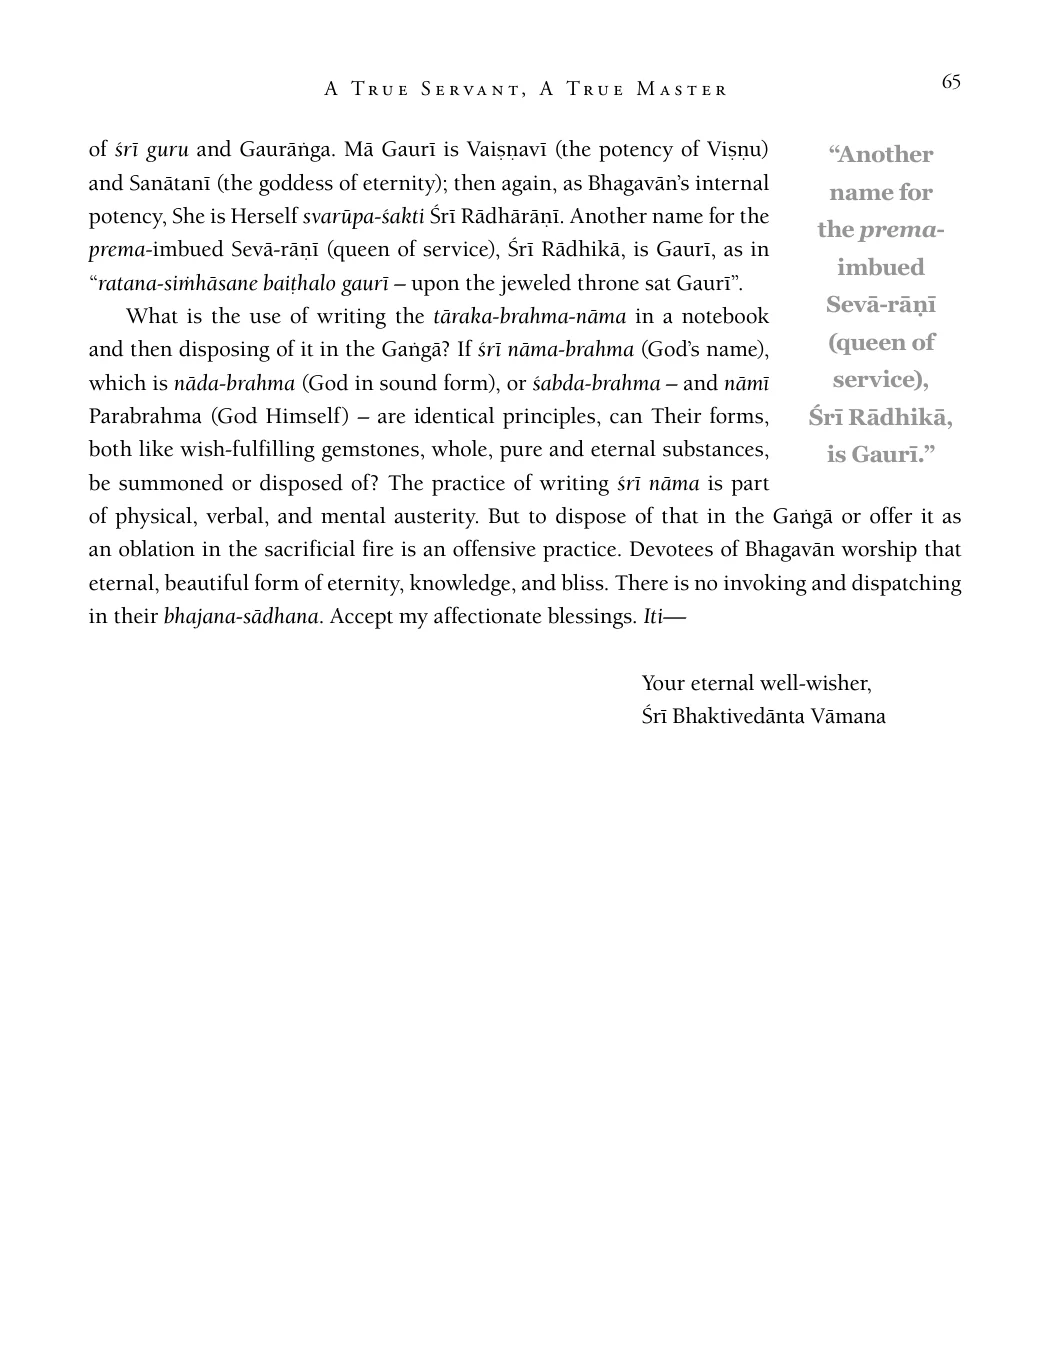 A True Servant, A True Master
65
of śrī guru and Gaurāṅga. Mā Gaurī is Vaiṣṇavī (the potency of Viṣṇu)
and Sanātanī (the goddess of eternity); then again, as Bhagavān’s internal
potency, She is Herself svarūpa-śakti Śrī Rādhārāṇī. Another name for the
prema-imbued Sevā-rāṇī (queen of service), Śrī Rādhikā, is Gaurī, as in
“ratana-siṁhāsane baiṭhalo gaurī – upon the jeweled throne sat Gaurī”.
What is the use of writing the tāraka-brahma-nāma in a notebook
and then disposing of it in the Gaṅgā? If śrī nāma-brahma (God’s name),
which is nāda-brahma (God in sound form), or śabda-brahma – and nāmī
Parabrahma (God Himself) – are identical principles, can Their forms,
both like wish-fulfilling gemstones, whole, pure and eternal substances,
be summoned or disposed of? The practice of writing śrī nāma is part
of physical, verbal, and mental austerity. But to dispose of that in the Gaṅgā or offer it as
an oblation in the sacrificial fire is an offensive practice. Devotees of Bhagavān worship that
eternal, beautiful form of eternity, knowledge, and bliss. There is no invoking and dispatching
in their bhajana-sādhana. Accept my affectionate blessings. Iti—
Your eternal well-wisher,
Śrī Bhaktivedānta Vāmana
“Another
name for
the prema-
imbued
Sevā-rāṇī
(queen of
service),
Śrī Rādhikā,
is Gaurī.”